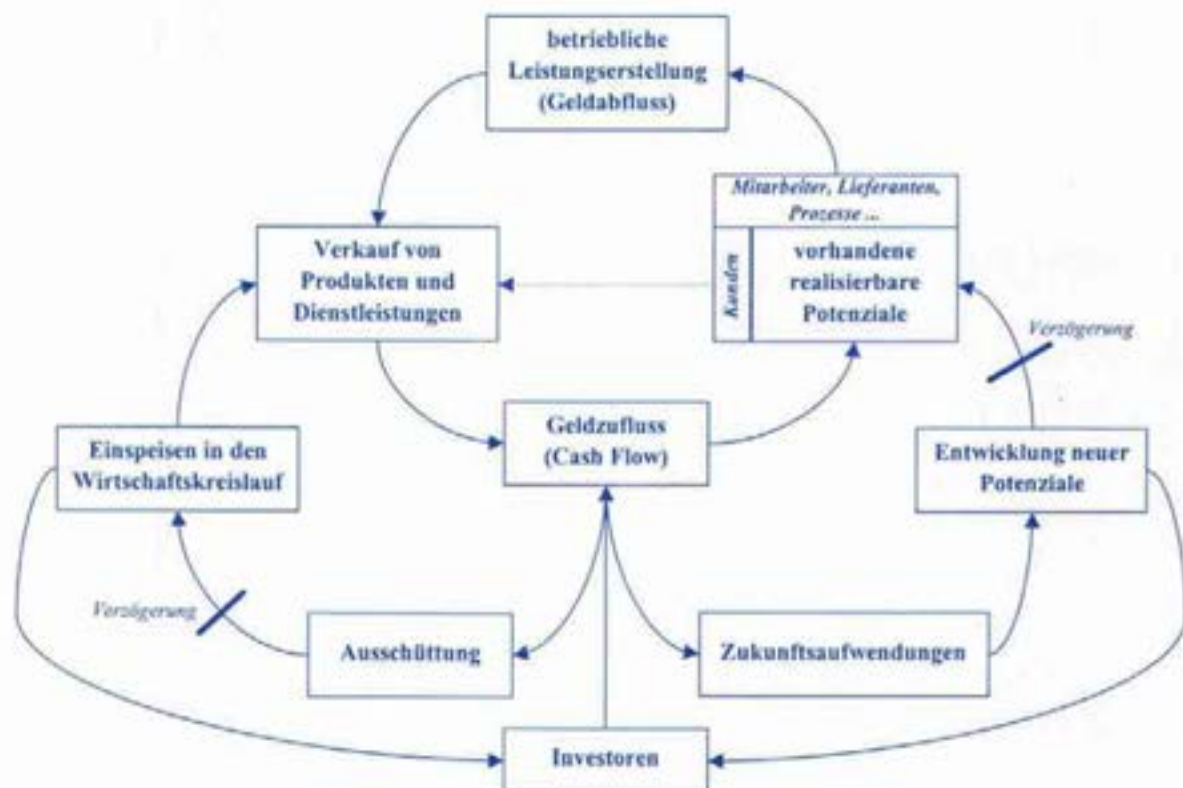 betriebliche
Leistungserstellung
(Geldabfluss)
Mitarbeiter, Lieferanten,
Prozesse ...
Verkauf von
Produkten und
Dienstleistungen
Kunden
vorhandene
realisierbare
Potenziale
Verzögerung
Geldzufluss
(Cash Flow)
Einspeisen in den
Wirtschaftskreislauf
Entwicklung neuer
Potenziale
Verzögerung
Ausschüttung
Zukunftsaufwendungen
Investoren